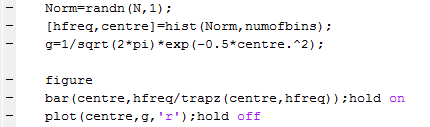 Norm=randn(N,1);
[hfreq,centre]=hist(Norm,numofbins);
g=1/sqrt(2*pi)*exp(-0.5*centre.^2);
figure
bar(centre,hfreq/trapz(centre,hfreq));hold on
plot(centre,g,'r');hold off